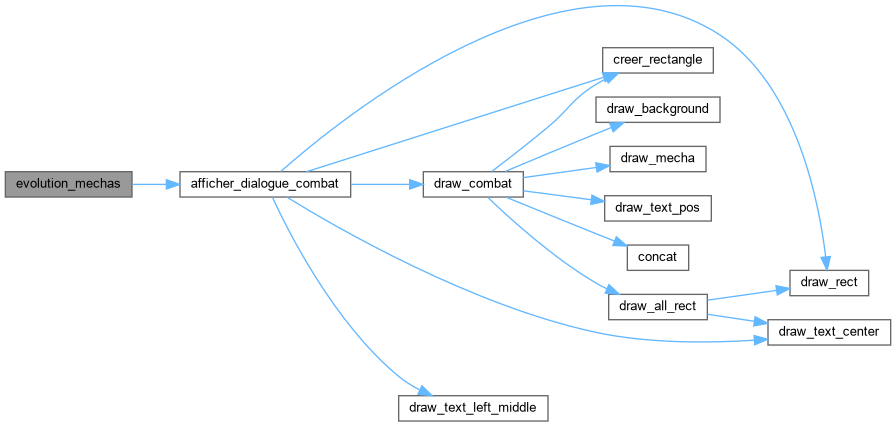 evolution_mechas
afficher_dialogue_combat
draw_combat
creer_rectangle
draw_background
draw_mecha
draw_text_pos
concat
draw_all_rect
draw_rect
draw_text_center
draw_text_left_middle